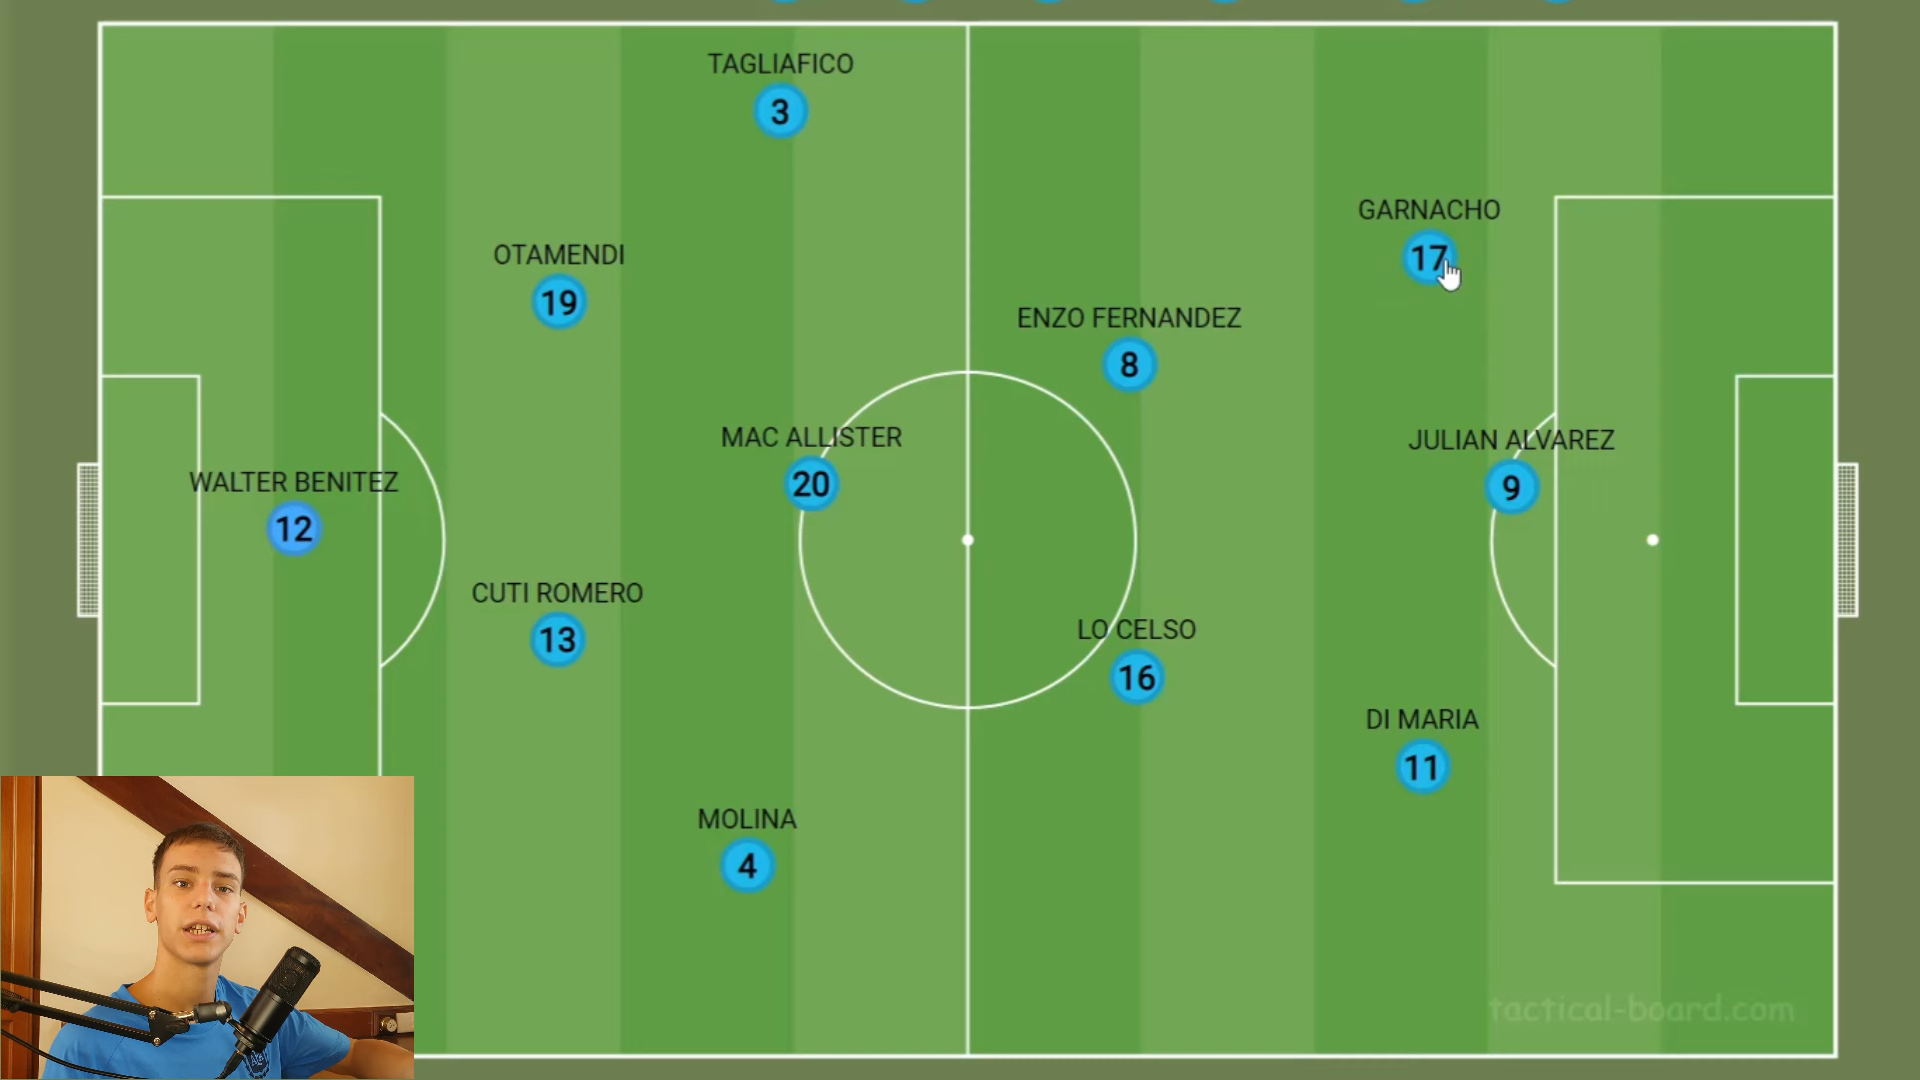 TAGLIAFICO
3
GARNACHO
17
OTAMENDI
19
ENZO FERNANDEZ
8
MAC ALLISTER
20
JULIAN ALVAREZ
9
WALTER BENITEZ
12
CUTI ROMERO
13
LO CELSO
16
DI MARIA
11
MOLINA
4
tactical-board.com